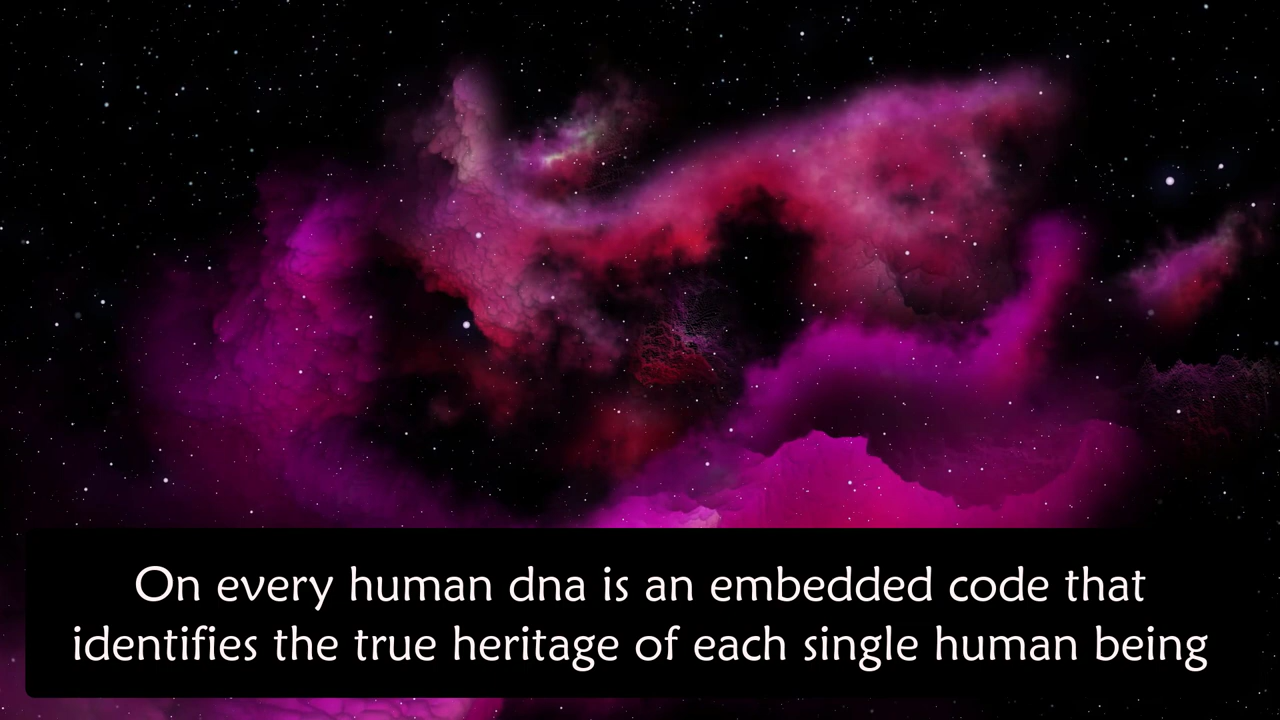 On every human dna is an embedded code that
identifies the true heritage of each single human being